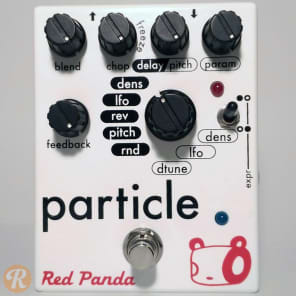 freeze
blend chop delay/pitch param
dens
lfo
rev
pitch
rnd
feedback
dens
lfo
dtune
expr
particle
Red Panda
R